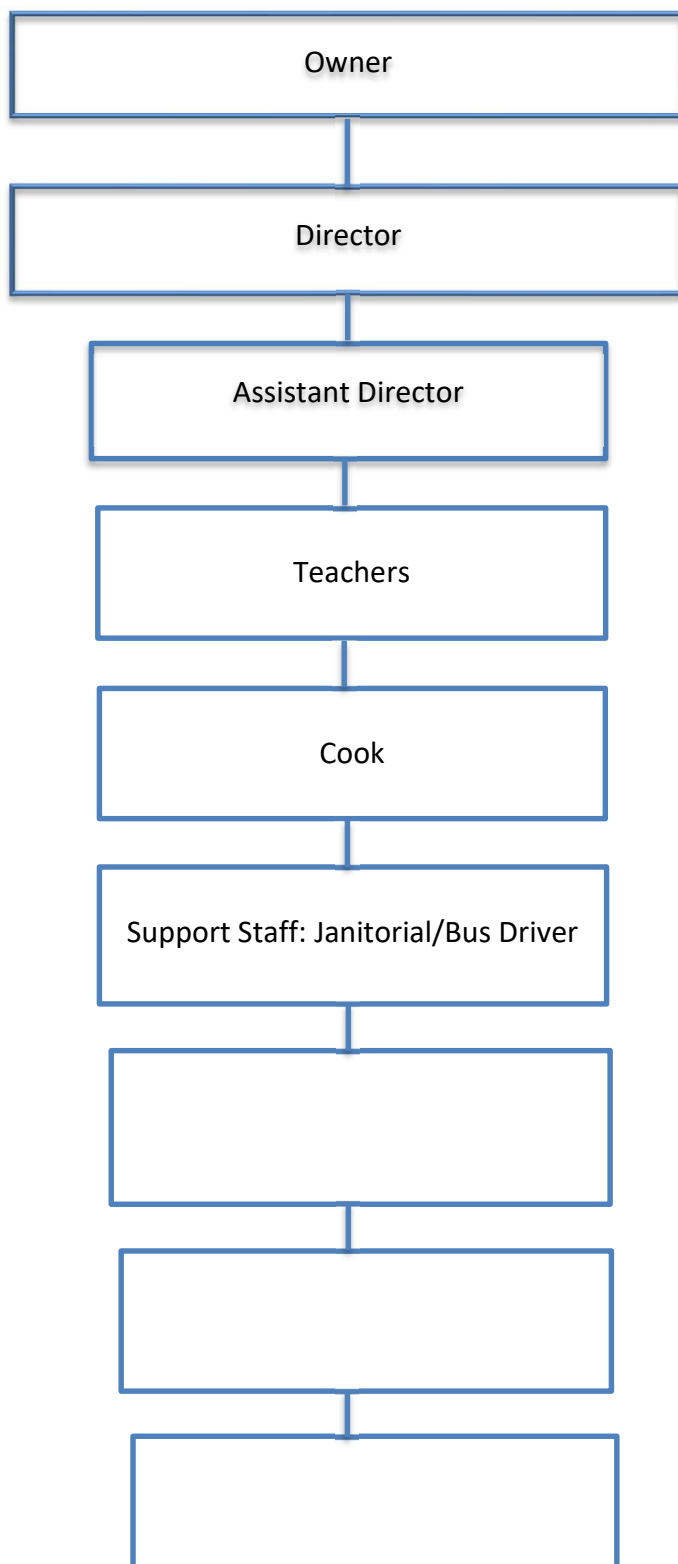 Owner
Director
Assistant Director
Teachers
Cook
Support Staff: Janitorial/Bus Driver